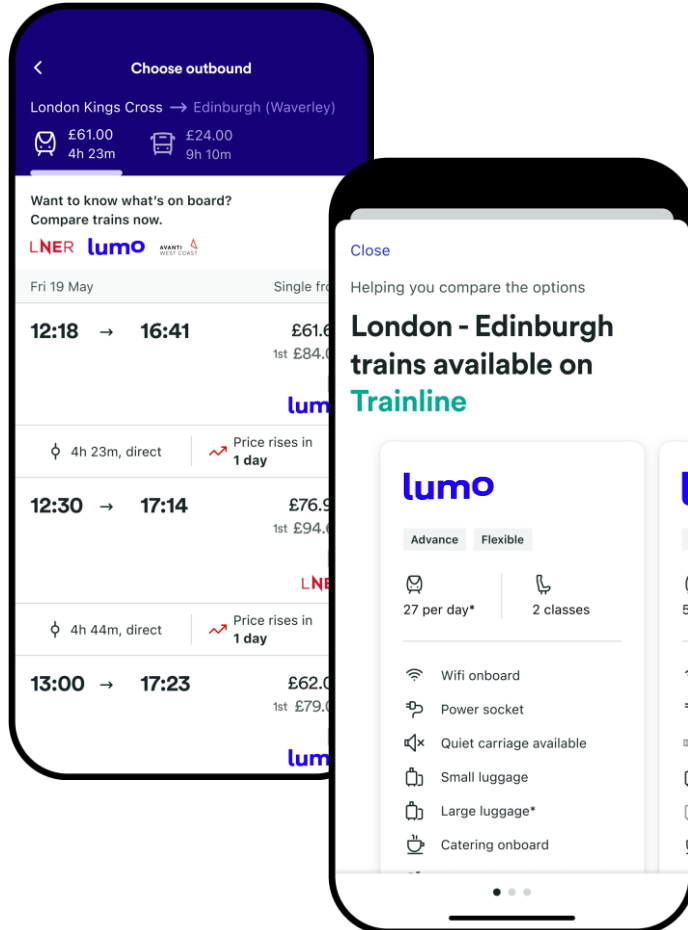 Choose outbound
London Kings Cross → Edinburgh (Waverley)
£61.00
4h 23m
£24.00
9h 10m
Want to know what's on board?
Compare trains now.
LNER lumo AVANTI WEST COAST
Fri 19 May Single
12:18 → 16:41
1st
4h 23m, direct
Price rises in
1 day
12:30 → 17:14
1st
4h 44m, direct
Price rises in
1 day
13:00 → 17:23
1st
Close
Helping you compare the options
London - Edinburgh
trains available on
Trainline
lumo
Advance Flexible
27 per day*
2 classes
Wifi onboard
Power socket
Quiet carriage available
Small luggage
Large luggage*
Catering onboard